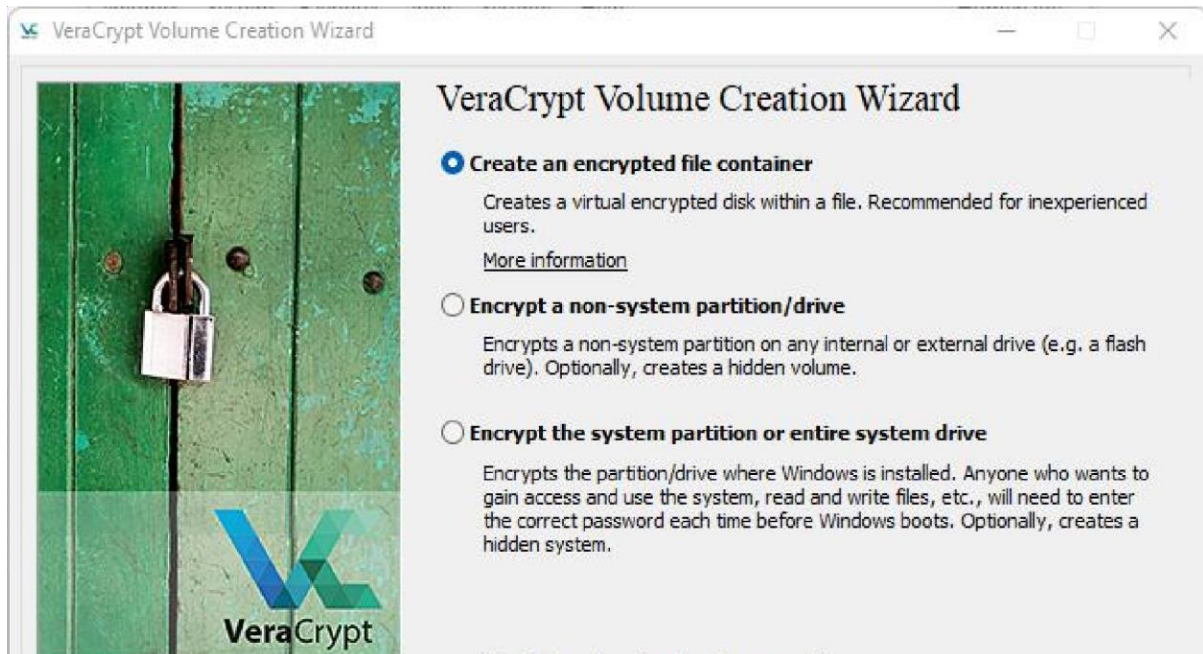 VeraCrypt Volume Creation Wizard
VeraCrypt Volume Creation Wizard
Create an encrypted file container
Creates a virtual encrypted disk within a file. Recommended for inexperienced
users.
More information
Encrypt a non-system partition/drive
Encrypts a non-system partition on any internal or external drive (e.g. a flash
drive). Optionally, creates a hidden volume.
Encrypt the system partition or entire system drive
Encrypts the partition/drive where Windows is installed. Anyone who wants to
gain access and use the system, read and write files, etc., will need to enter
the correct password each time before Windows boots. Optionally, creates a
hidden system.
VeraCrypt